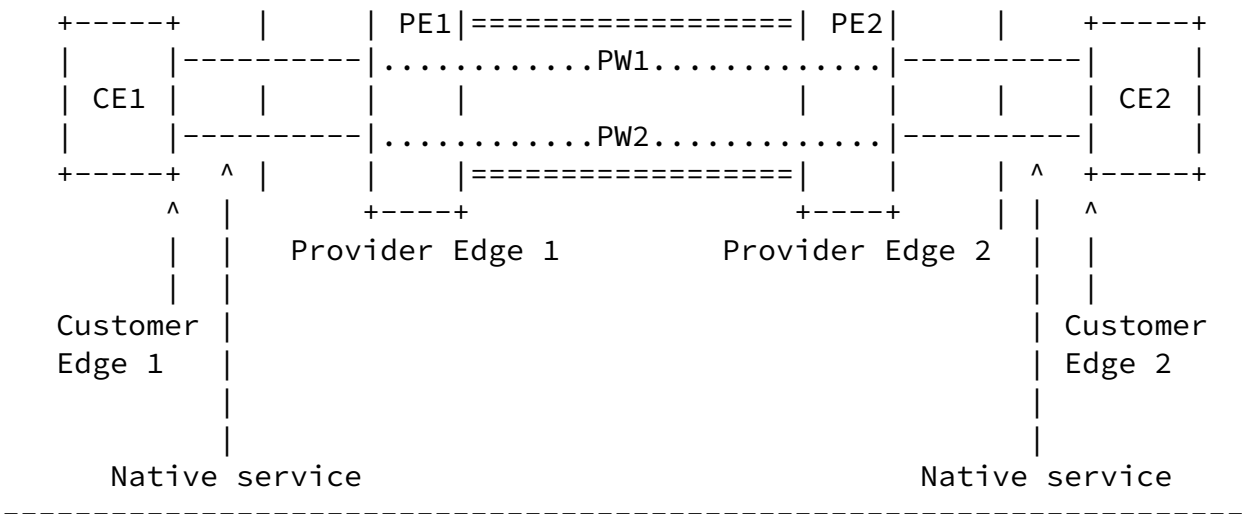 +-----+     |     | PE1|==================| PE2|     |    +-----+
|     |----------|............PW1.............|----------|     |
| CE1 |    |     |    |                  |    |     |    | CE2 |
|     |----------|............PW2.............|----------|     |
+-----+  ^ |     |    |==================|    |     | ^  +-----+
      ^  |       +----+                  +----+     | |  ^
      |  |   Provider Edge 1         Provider Edge 2  |  |
      |  |                                            |  |
Customer |                                            | Customer
Edge 1   |                                            | Edge 2
         |                                            |
         |                                            |
   Native service                               Native service